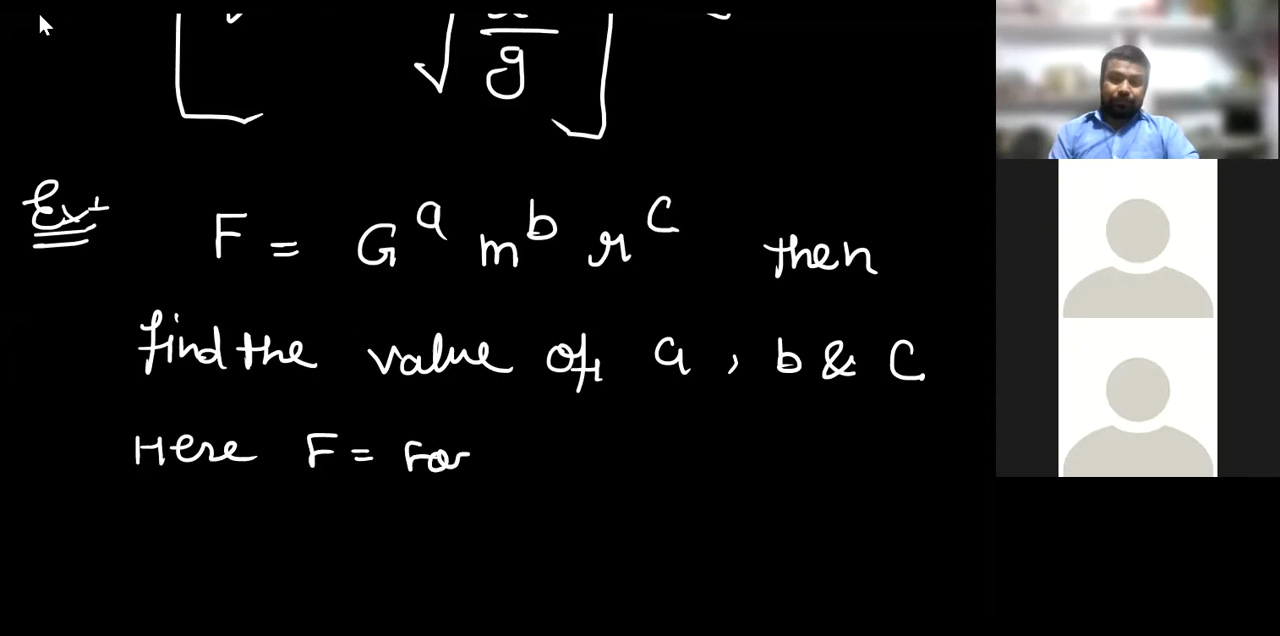 √ g
Ex:
F = G^a m^b r^c then
find the value of a, b & c
Here F = For